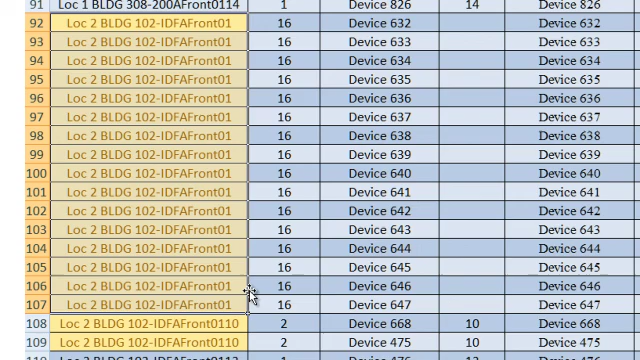 91 Loc 1 BLDG 308-200AFront0114 1 Device 826 14 Device 826
92 Loc 2 BLDG 102-IDFAFront01 16 Device 632 Device 632
93 Loc 2 BLDG 102-IDFAFront01 16 Device 633 Device 633
94 Loc 2 BLDG 102-IDFAFront01 16 Device 634 Device 634
95 Loc 2 BLDG 102-IDFAFront01 16 Device 635 Device 635
96 Loc 2 BLDG 102-IDFAFront01 16 Device 636 Device 636
97 Loc 2 BLDG 102-IDFAFront01 16 Device 637 Device 637
98 Loc 2 BLDG 102-IDFAFront01 16 Device 638 Device 638
99 Loc 2 BLDG 102-IDFAFront01 16 Device 639 Device 639
100 Loc 2 BLDG 102-IDFAFront01 16 Device 640 Device 640
101 Loc 2 BLDG 102-IDFAFront01 16 Device 641 Device 641
102 Loc 2 BLDG 102-IDFAFront01 16 Device 642 Device 642
103 Loc 2 BLDG 102-IDFAFront01 16 Device 643 Device 643
104 Loc 2 BLDG 102-IDFAFront01 16 Device 644 Device 644
105 Loc 2 BLDG 102-IDFAFront01 16 Device 645 Device 645
106 Loc 2 BLDG 102-IDFAFront01 16 Device 646 Device 646
107 Loc 2 BLDG 102-IDFAFront01 16 Device 647 Device 647
108 Loc 2 BLDG 102-IDFAFront0110 2 Device 668 10 Device 668
109 Loc 2 BLDG 102-IDFAFront0110 2 Device 475 10 Device 475